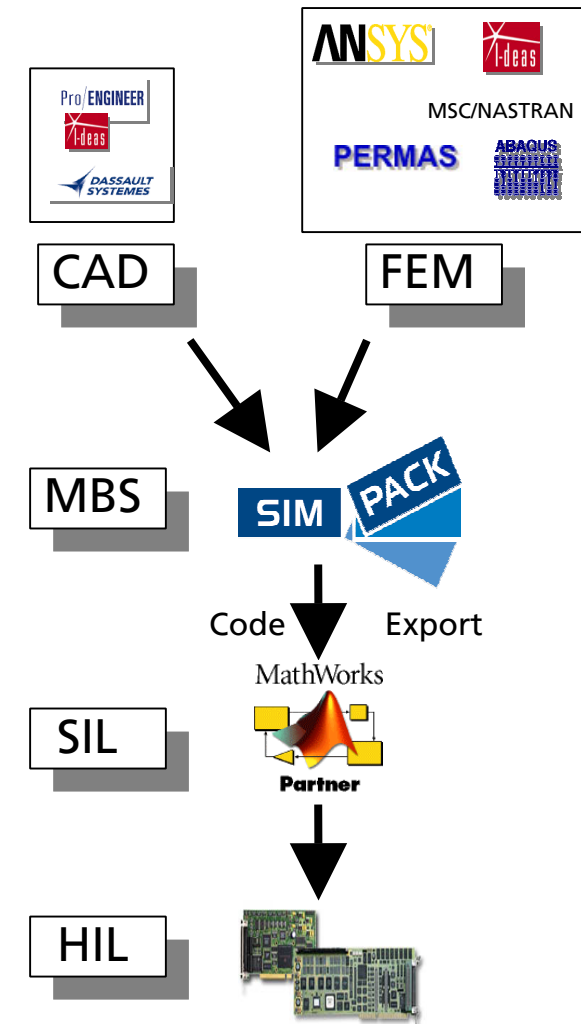 ANSYS®
I-deas
MSC/NASTRAN
PERMAS
ABAQUS
Pro/ENGINEER
I-deas
DASSAULT
SYSTEMES
CAD
FEM
MBS
SIM PACK
Code Export
MathWorks
SIL
Partner
HIL